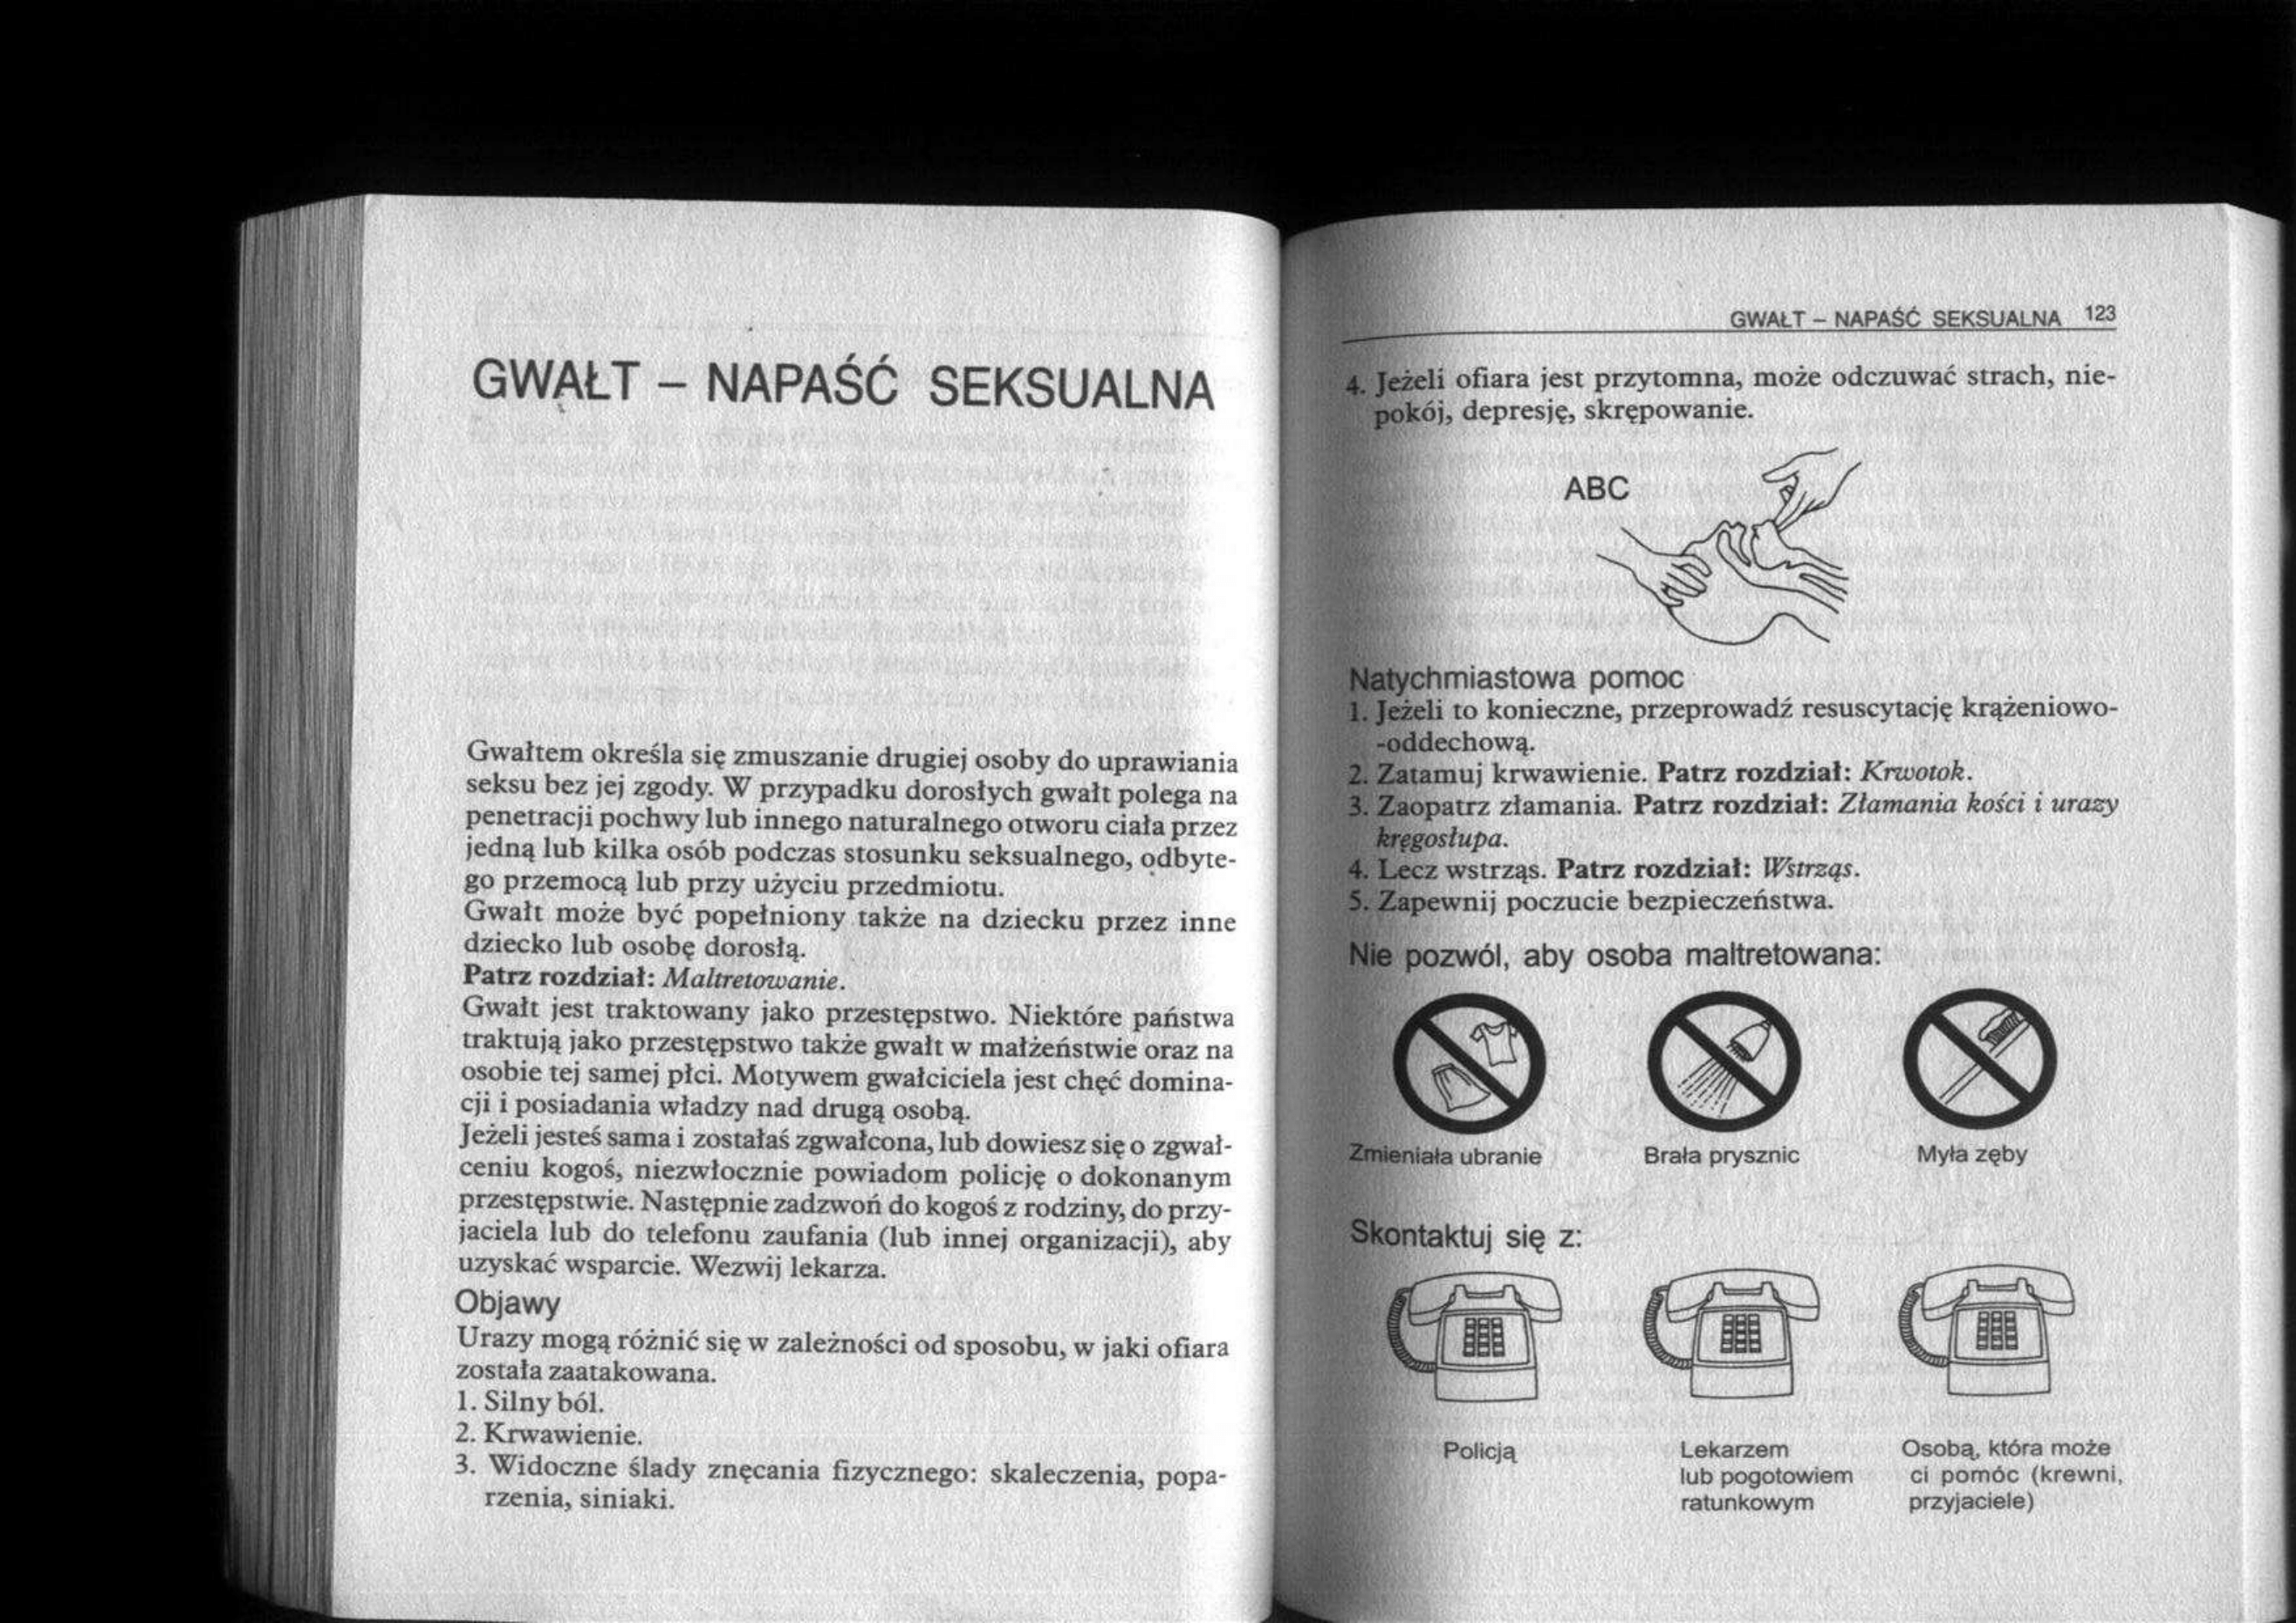 GWAŁT – NAPAŚĆ SEKSUALNA
Gwałtem określa się zmuszanie drugiej osoby do uprawiania
seksu bez jej zgody. W przypadku dorosłych gwałt polega na
penetracji pochwy lub innego naturalnego otworu ciała przez
jedną lub kilka osób podczas stosunku seksualnego, odbyte-
go przemocą lub przy użyciu przedmiotu.
Gwałt może być popełniony także na dziecku przez inne
dziecko lub osobę dorosłą.
Patrz rozdział: Maltretowanie.
Gwałt jest traktowany jako przestępstwo. Niektóre państwa
traktują jako przestępstwo także gwałt w małżeństwie oraz na
osobie tej samej płci. Motywem gwałciciela jest chęć domina-
cji i posiadania władzy nad drugą osobą.
Jeżeli jesteś sama i zostałaś zgwałcona, lub dowiesz się o zgwał-
ceniu kogoś, niezwłocznie powiadom policję o dokonanym
przestępstwie. Następnie zadzwoń do kogoś z rodziny, do przy-
jaciela lub do telefonu zaufania (lub innej organizacji), aby
uzyskać wsparcie. Wezwij lekarza.
Objawy
Urazy mogą różnić się w zależności od sposobu, w jaki ofiara
została zaatakowana.
1. Silny ból.
2. Krwawienie.
3. Widoczne ślady znęcania fizycznego: skaleczenia, popa-
rzenia, siniaki.
GWAŁT – NAPAŚĆ SEKSUALNA 123
4. Jeżeli ofiara jest przytomna, może odczuwać strach, nie-
pokój, depresję, skrępowanie.
ABC
Natychmiastowa pomoc
1. Jeżeli to konieczne, przeprowadź resuscytację krążeniowo-
-oddechową.
2. Zatamuj krwawienie. Patrz rozdział: Krwotok.
3. Zaopatrz złamania. Patrz rozdział: Złamania kości i urazy
kręgosłupa.
4. Lecz wstrząs. Patrz rozdział: Wstrząs.
5. Zapewnij poczucie bezpieczeństwa.
Nie pozwól, aby osoba maltretowana:
Zmieniała ubranie
Brała prysznic
Myła zęby
Skontaktuj się z:
Policją
Lekarzem
lub pogotowiem
ratunkowym
Osobą, która może
ci pomóc (krewni,
przyjaciele)